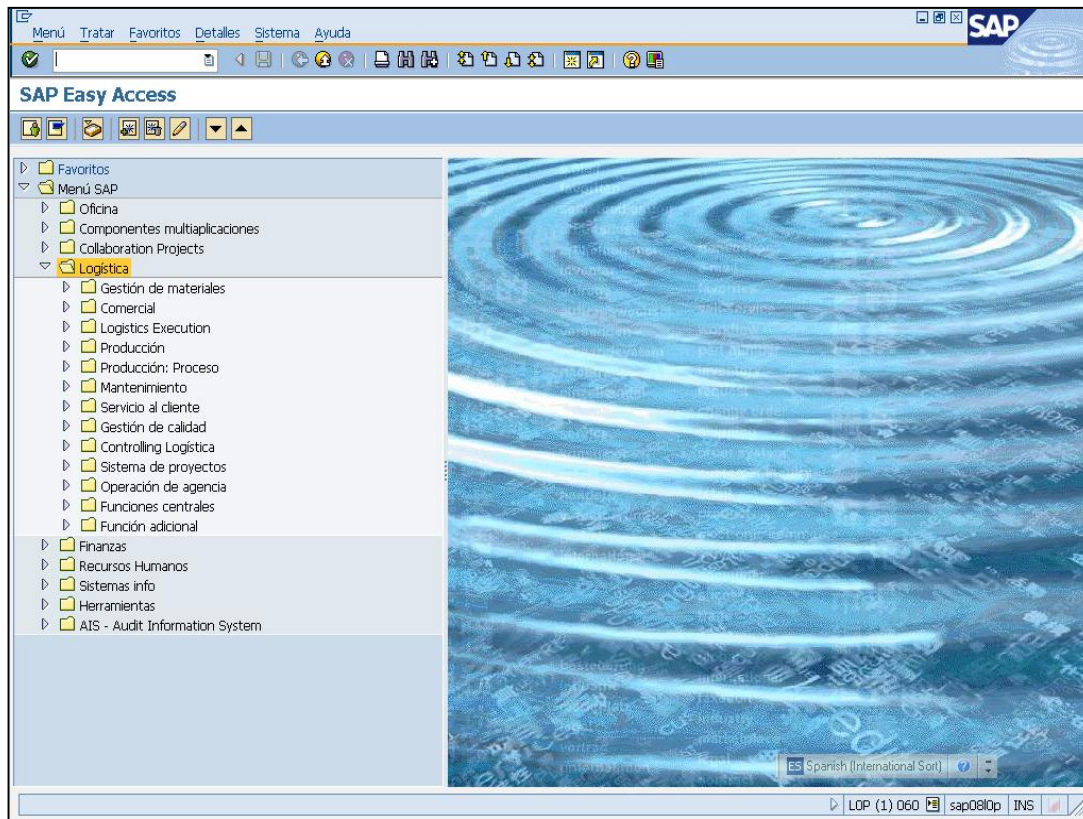 Menú Tratar Favoritos Detalles Sistema Ayuda
SAP
SAP Easy Access
Favoritos
Menú SAP
Oficina
Componentes multiaplicaciones
Collaboration Projects
Logística
Gestión de materiales
Comercial
Logistics Execution
Producción
Producción: Proceso
Mantenimiento
Servicio al cliente
Gestión de calidad
Controlling Logística
Sistema de proyectos
Operación de agencia
Funciones centrales
Función adicional
Finanzas
Recursos Humanos
Sistemas info
Herramientas
AIS - Audit Information System
ES Spanish (International Sort)
L0P (1) 060 sap08l0p INS